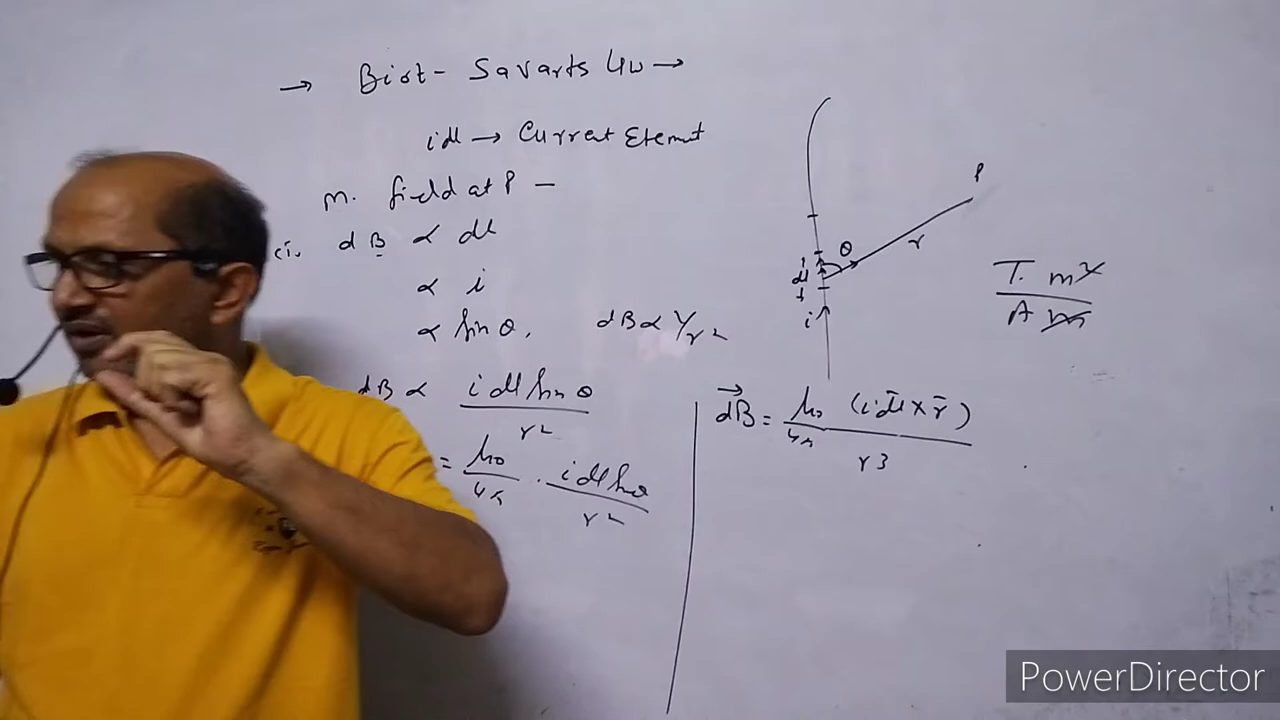 → Biot - Savarts Law →
idl → Current Element
m. field at P –
(i). dB ∝ dl
∝ i
∝ sin θ. dB ∝ 1/r²
dB ∝ i dl sin θ / r²
= μ₀/4π · i dl sin θ / r²
P
r
θ
dl
i
T. m²
A m
dB = μ₀/4π (i dl × r) / r³
PowerDirector